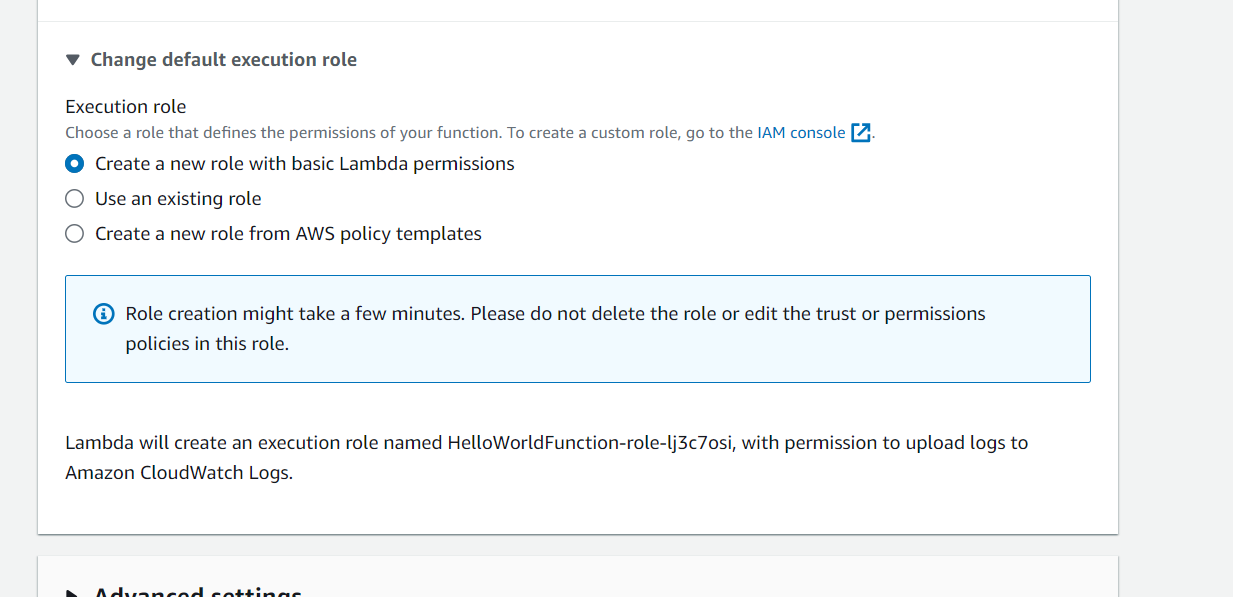 Change default execution role
Execution role
Choose a role that defines the permissions of your function. To create a custom role, go to the IAM console.
Create a new role with basic Lambda permissions
Use an existing role
Create a new role from AWS policy templates
Role creation might take a few minutes. Please do not delete the role or edit the trust or permissions
policies in this role.
Lambda will create an execution role named HelloWorldFunction-role-lj3c7osi, with permission to upload logs to
Amazon CloudWatch Logs.
Advanced settings